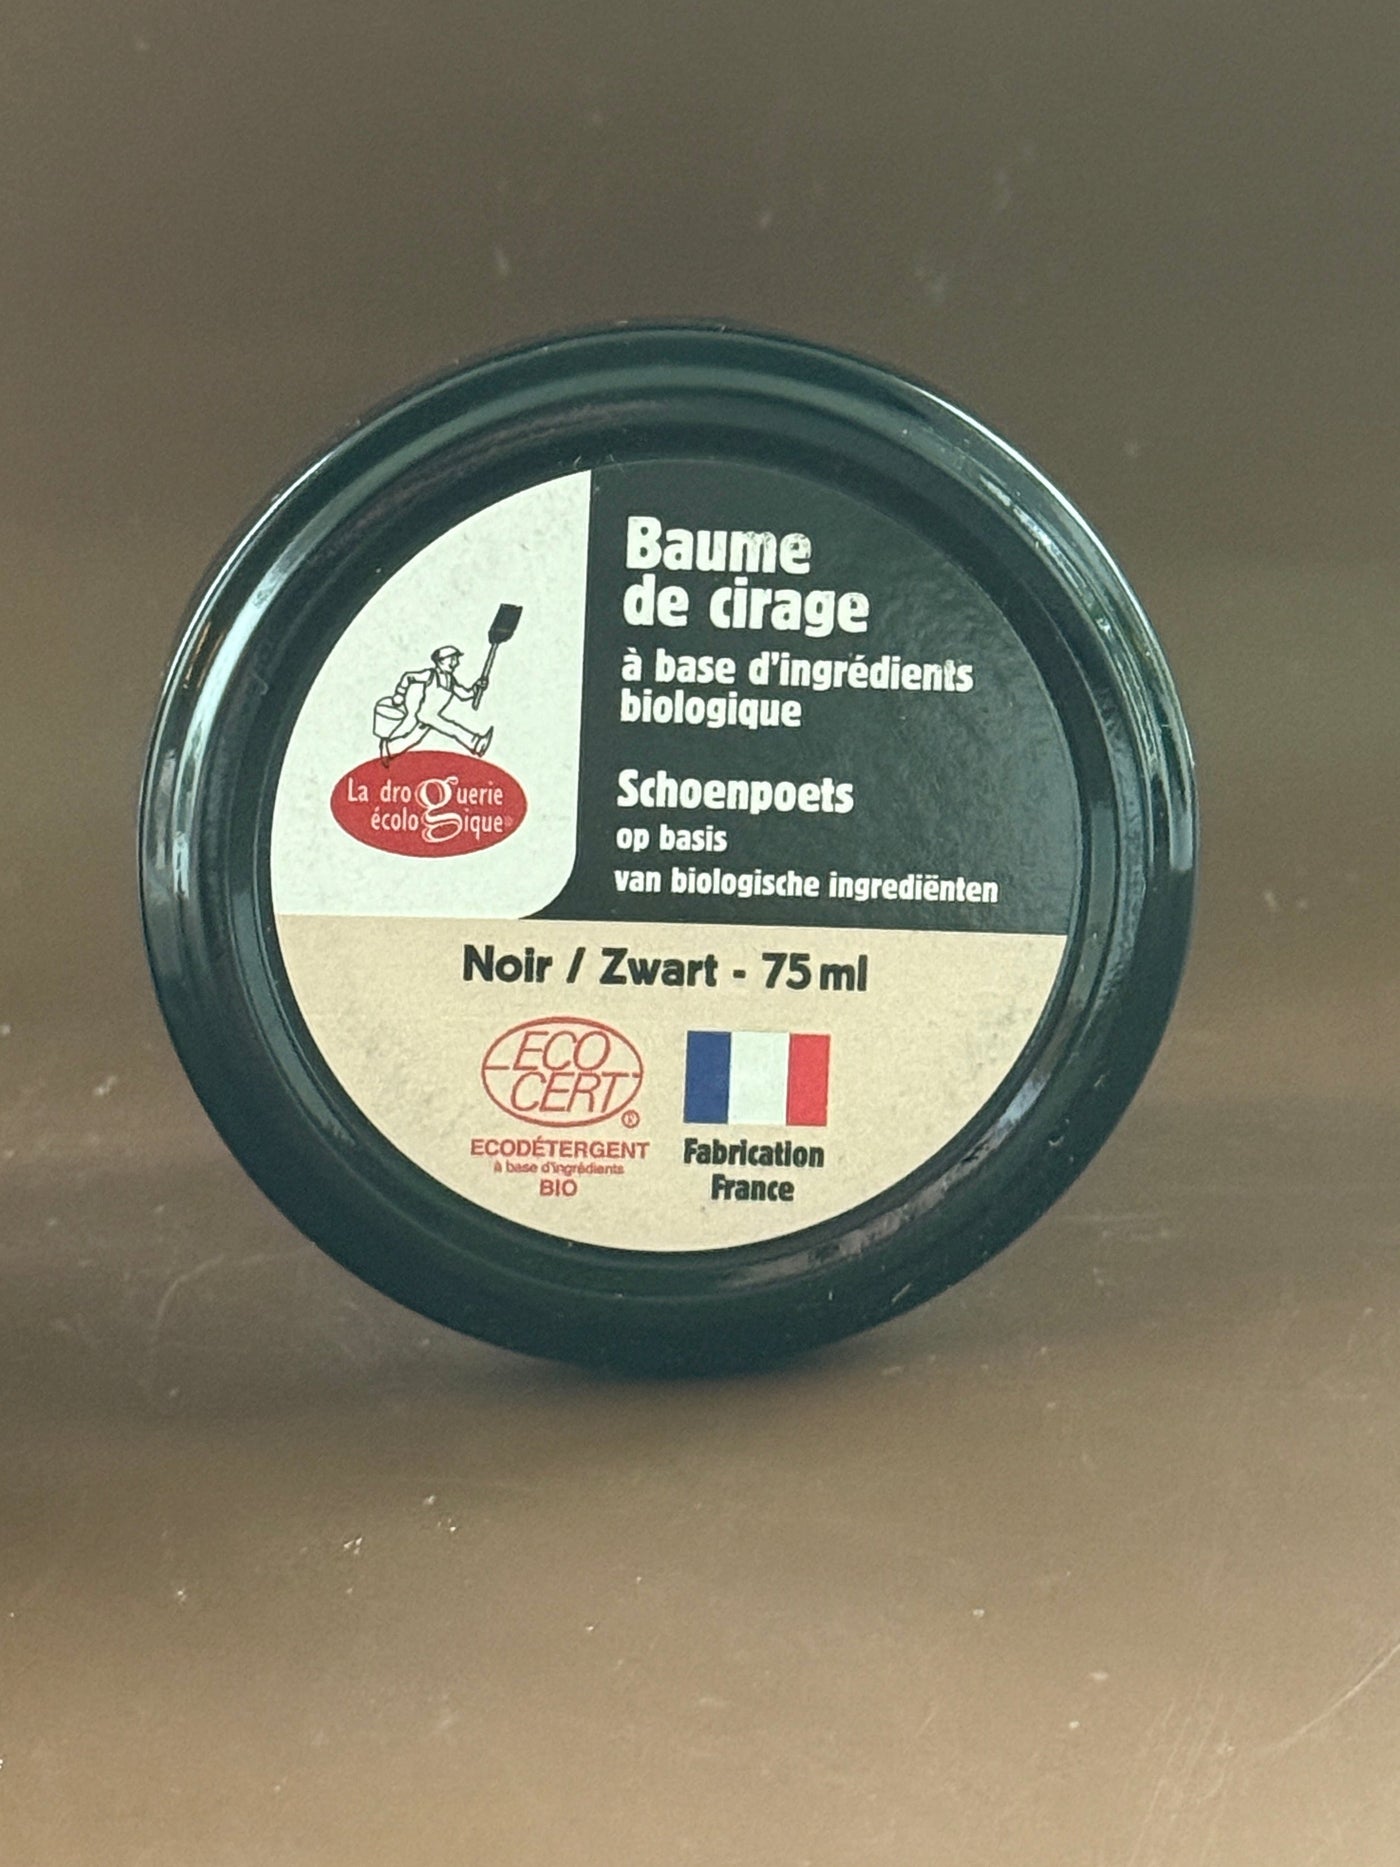 Baume
de cirage
à base d'ingrédients
biologique
Schoenpoets
op basis
van biologische ingrediënten
La droguerie
écologique®
Noir / Zwart - 75 ml
ECO
CERT
®
ECODÉTERGENT
à base d'ingrédients
BIO
Fabrication
France